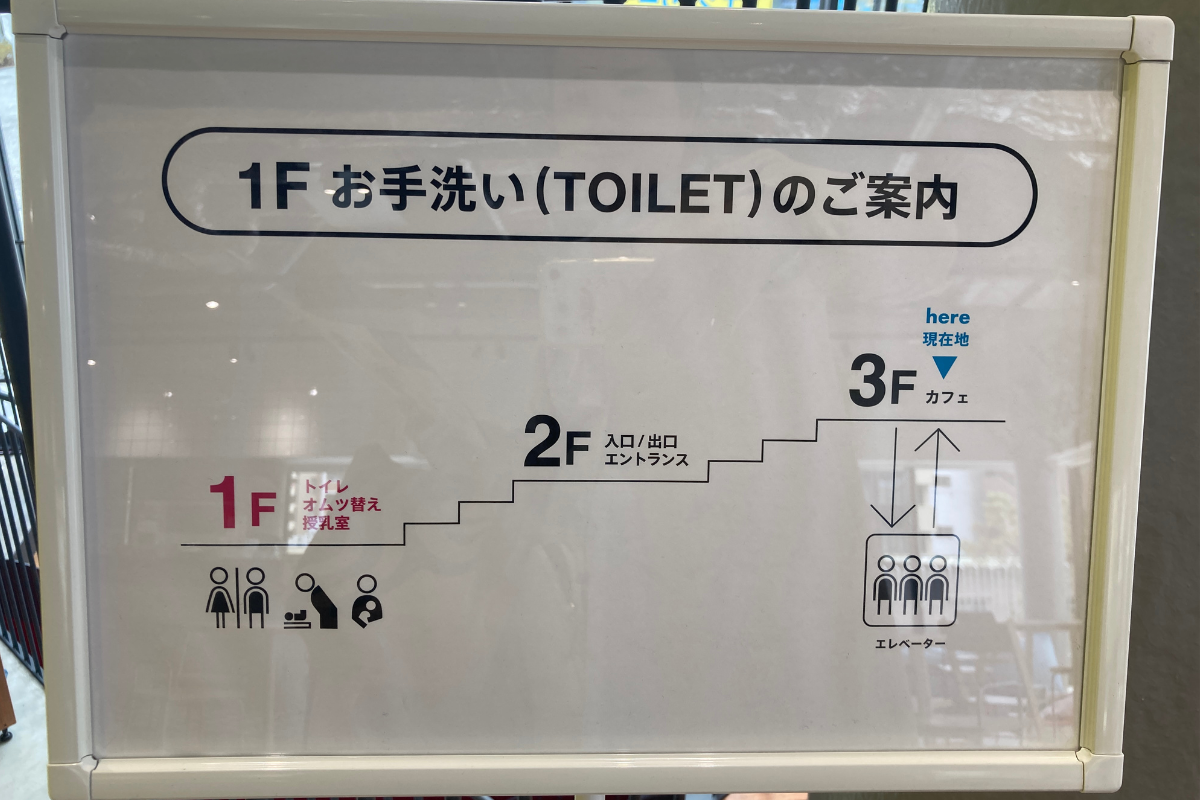 1F お手洗い(TOILET)のご案内
here
現在地
3F カフェ
2F 入口/出口
エントランス
1F トイレ
オムツ替え
授乳室
エレベーター